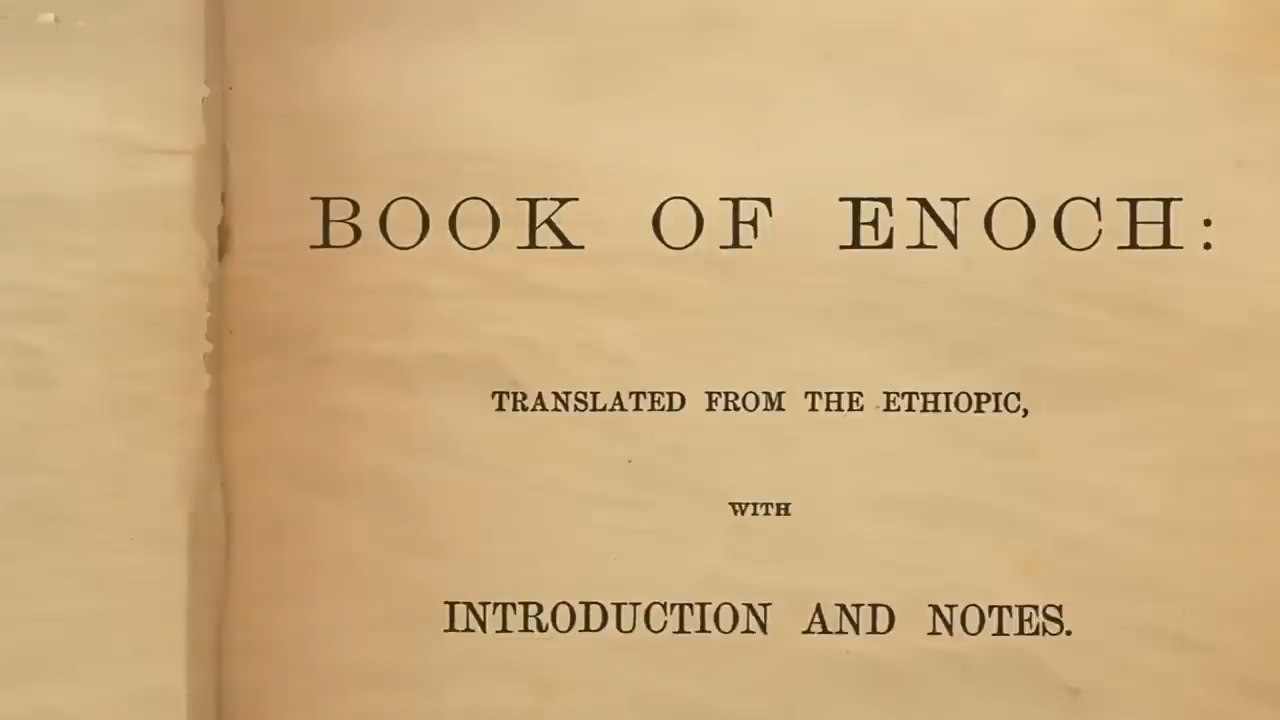 BOOK OF ENOCH:
TRANSLATED FROM THE ETHIOPIC,
WITH
INTRODUCTION AND NOTES.